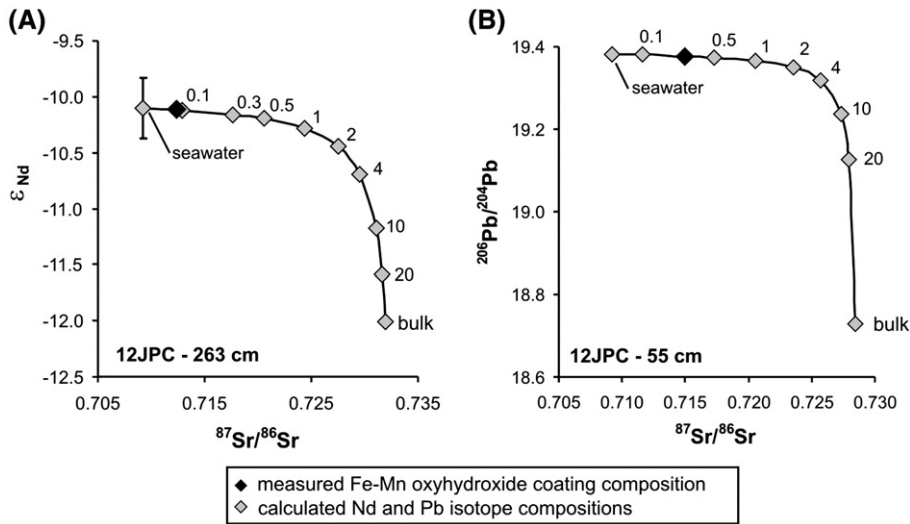 (A)
-9.5
-10.0
-10.5
-11.0
-11.5
-12.0
-12.5
εNd
0.1
0.3
0.5
1
2
4
10
20
bulk
seawater
12JPC - 263 cm
0.705
0.715
0.725
0.735
⁸⁷Sr/⁸⁶Sr
(B)
19.4
19.2
19.0
18.8
18.6
²⁰⁶Pb/²⁰⁴Pb
0.1
0.5
1
2
4
10
20
bulk
seawater
12JPC - 55 cm
0.705
0.710
0.715
0.720
0.725
0.730
⁸⁷Sr/⁸⁶Sr
measured Fe-Mn oxyhydroxide coating composition
calculated Nd and Pb isotope compositions